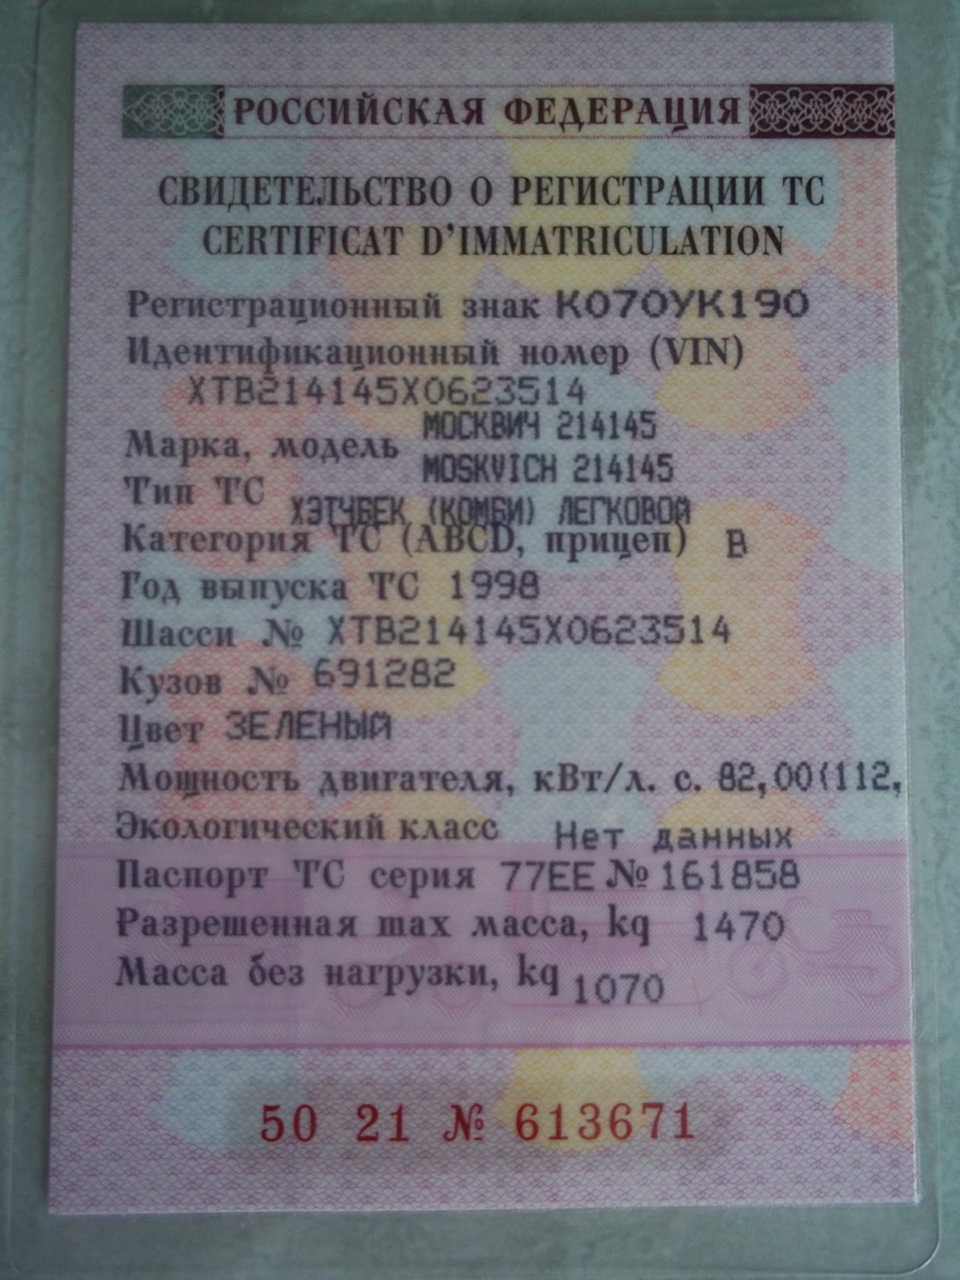 РОССИЙСКАЯ ФЕДЕРАЦИЯ
СВИДЕТЕЛЬСТВО О РЕГИСТРАЦИИ ТС
CERTIFICAT D'IMMATRICULATION
Регистрационный знак К070УК190
Идентификационный номер (VIN)
XTB214145X0623514
Марка, модель МОСКВИЧ 214145
MOSKVICH 214145
Тип ТС ХЭТЧБЕК (КОМБИ) ЛЕГКОВОЙ
Категория ТС (ABCD, прицеп) B
Год выпуска ТС 1998
Шасси № XTB214145X0623514
Кузов № 691282
Цвет ЗЕЛЕНЫЙ
Мощность двигателя, кВт/л. с. 82,00(112,
Экологический класс Нет данных
Паспорт ТС серия 77ЕЕ № 161858
Разрешенная max масса, kg 1470
Масса без нагрузки, kg 1070
50 21 № 613671